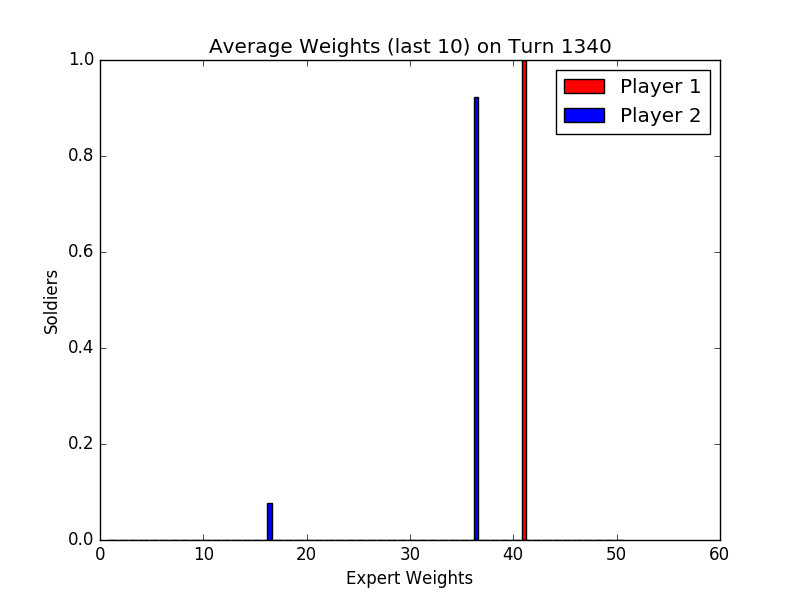 Average Weights (last 10) on Turn 1340
1.0
0.8
0.6
0.4
0.2
0.0
Soldiers
Player 1
Player 2
0 10 20 30 40 50 60
Expert Weights